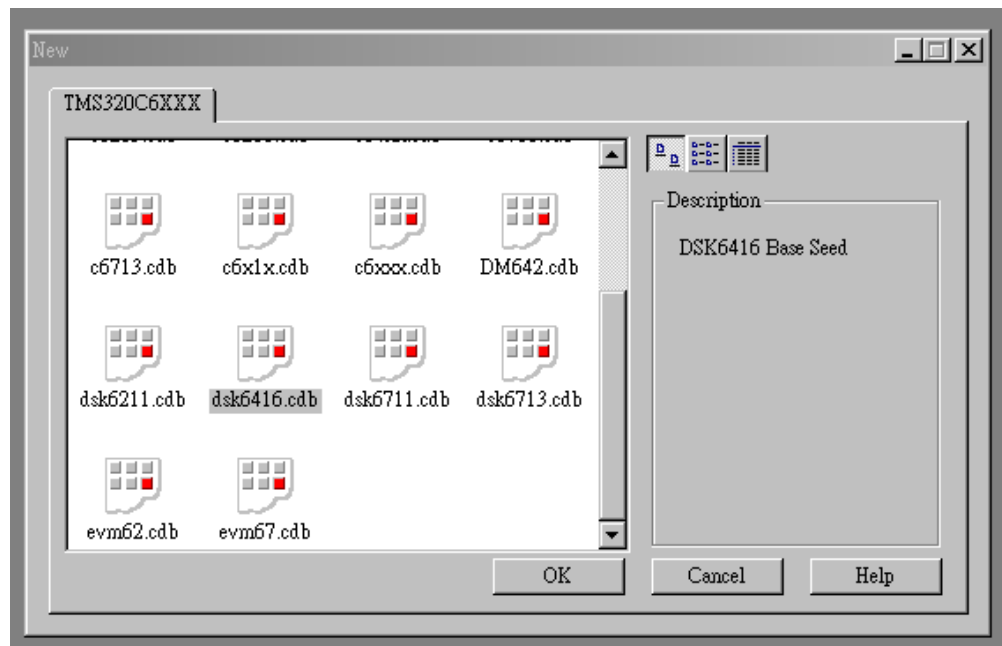 New
TMS320C6XXX
c6713.cdb c6x1x.cdb c6xxx.cdb DM642.cdb
dsk6211.cdb dsk6416.cdb dsk6711.cdb dsk6713.cdb
evm62.cdb evm67.cdb
Description
DSK6416 Base Seed
OK Cancel Help